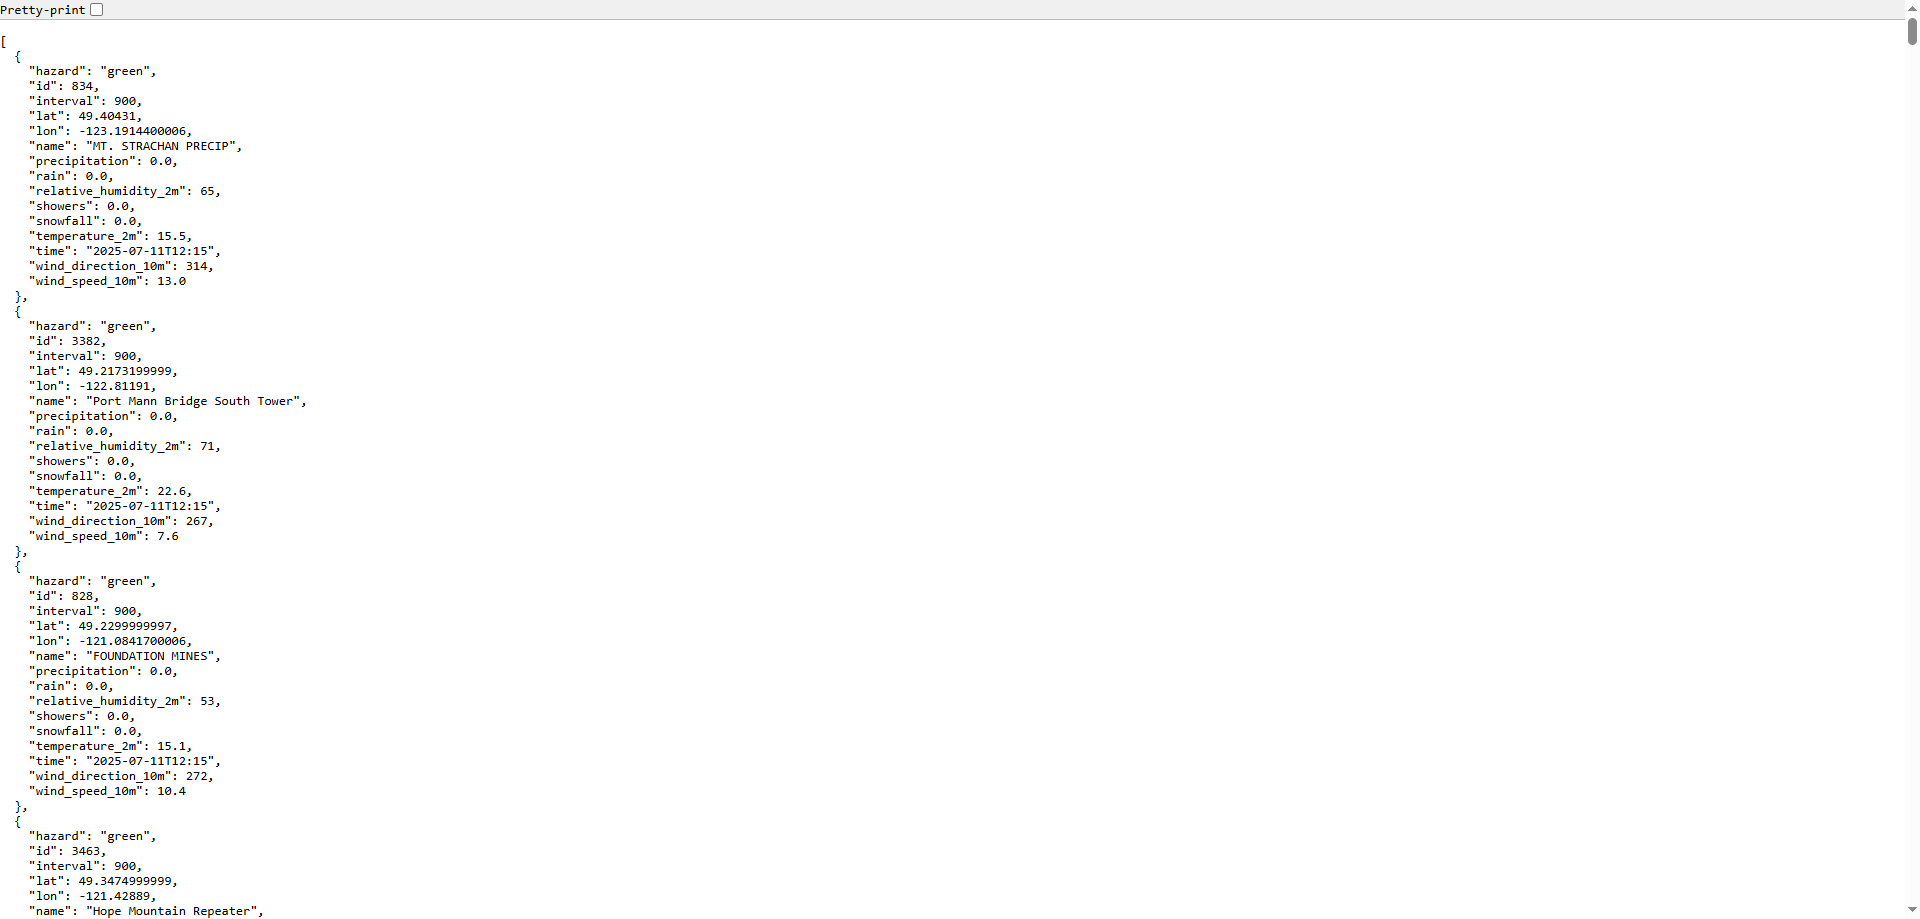 Pretty-print
[
  {
    "hazard": "green",
    "id": 834,
    "interval": 900,
    "lat": 49.40431,
    "lon": -123.1914400006,
    "name": "MT. STRACHAN PRECIP",
    "precipitation": 0.0,
    "rain": 0.0,
    "relative_humidity_2m": 65,
    "showers": 0.0,
    "snowfall": 0.0,
    "temperature_2m": 15.5,
    "time": "2025-07-11T12:15",
    "wind_direction_10m": 314,
    "wind_speed_10m": 13.0
  },
  {
    "hazard": "green",
    "id": 3382,
    "interval": 900,
    "lat": 49.2173199999,
    "lon": -122.81191,
    "name": "Port Mann Bridge South Tower",
    "precipitation": 0.0,
    "rain": 0.0,
    "relative_humidity_2m": 71,
    "showers": 0.0,
    "snowfall": 0.0,
    "temperature_2m": 22.6,
    "time": "2025-07-11T12:15",
    "wind_direction_10m": 267,
    "wind_speed_10m": 7.6
  },
  {
    "hazard": "green",
    "id": 828,
    "interval": 900,
    "lat": 49.2299999997,
    "lon": -121.0841700006,
    "name": "FOUNDATION MINES",
    "precipitation": 0.0,
    "rain": 0.0,
    "relative_humidity_2m": 53,
    "showers": 0.0,
    "snowfall": 0.0,
    "temperature_2m": 15.1,
    "time": "2025-07-11T12:15",
    "wind_direction_10m": 272,
    "wind_speed_10m": 10.4
  },
  {
    "hazard": "green",
    "id": 3463,
    "interval": 900,
    "lat": 49.3474999999,
    "lon": -121.42889,
    "name": "Hope Mountain Repeater",